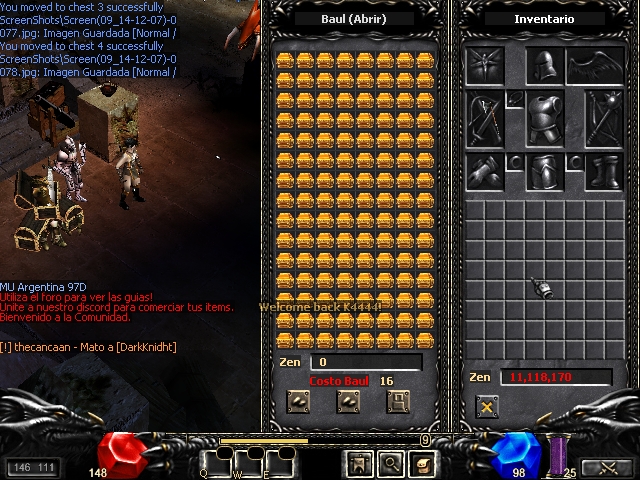 You moved to chest 3 successfully
ScreenShots\Screen(09_14-12-07)-0
077.jpg: Imagen Guardada [Normal /
You moved to chest 4 successfully
ScreenShots\Screen(09_14-12-07)-0
078.jpg: Imagen Guardada [Normal /
Baul (Abrir)
Inventario
MU Argentina 97D
Utiliza el foro para ver las guias!
Unite a nuestro discord para comerciar tus items.
Bienvenido a la Comunidad.
Welcome back K4444!
[!] thecancaan - Mato a [DarkKnidht]
Zen 0
Costo Baul 16
Zen 11,118,170
146 111
148
Q
W
E
9
98
25